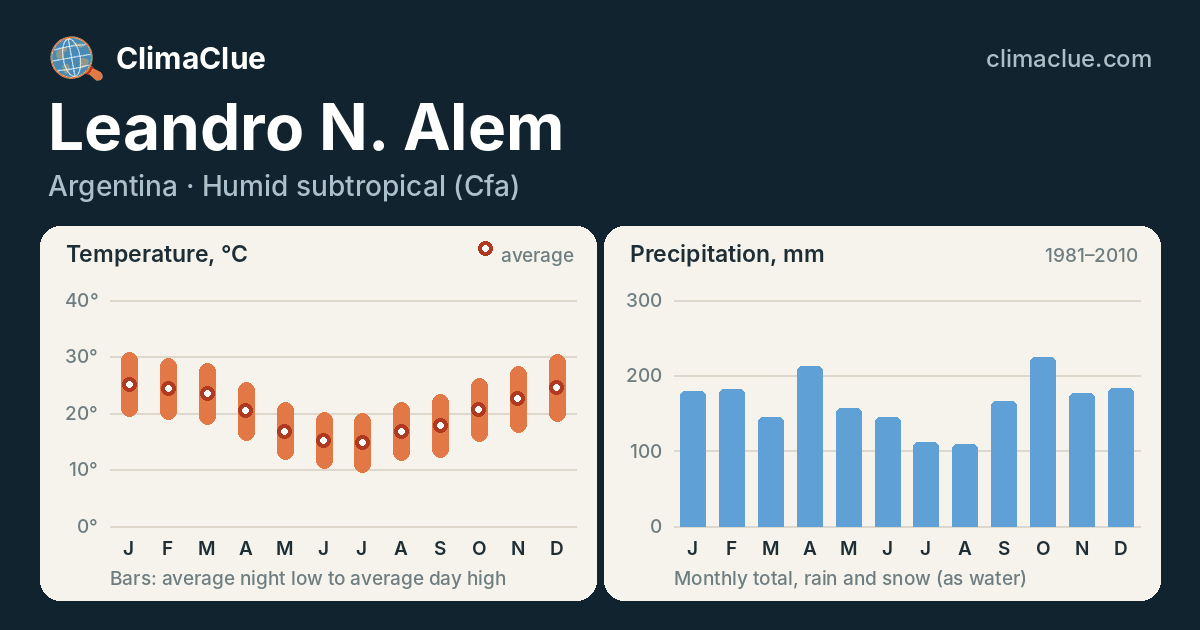 ClimaClue
climaclue.com
Leandro N. Alem
Argentina · Humid subtropical (Cfa)
Temperature, °C
average
40°
30°
20°
10°
0°
J F M A M J J A S O N D
Bars: average night low to average day high
Precipitation, mm
1981–2010
300
200
100
0
J F M A M J J A S O N D
Monthly total, rain and snow (as water)